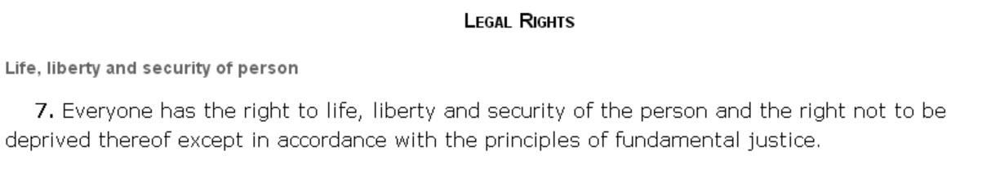 LEGAL RIGHTS
Life, liberty and security of person
7. Everyone has the right to life, liberty and security of the person and the right not to be
deprived thereof except in accordance with the principles of fundamental justice.